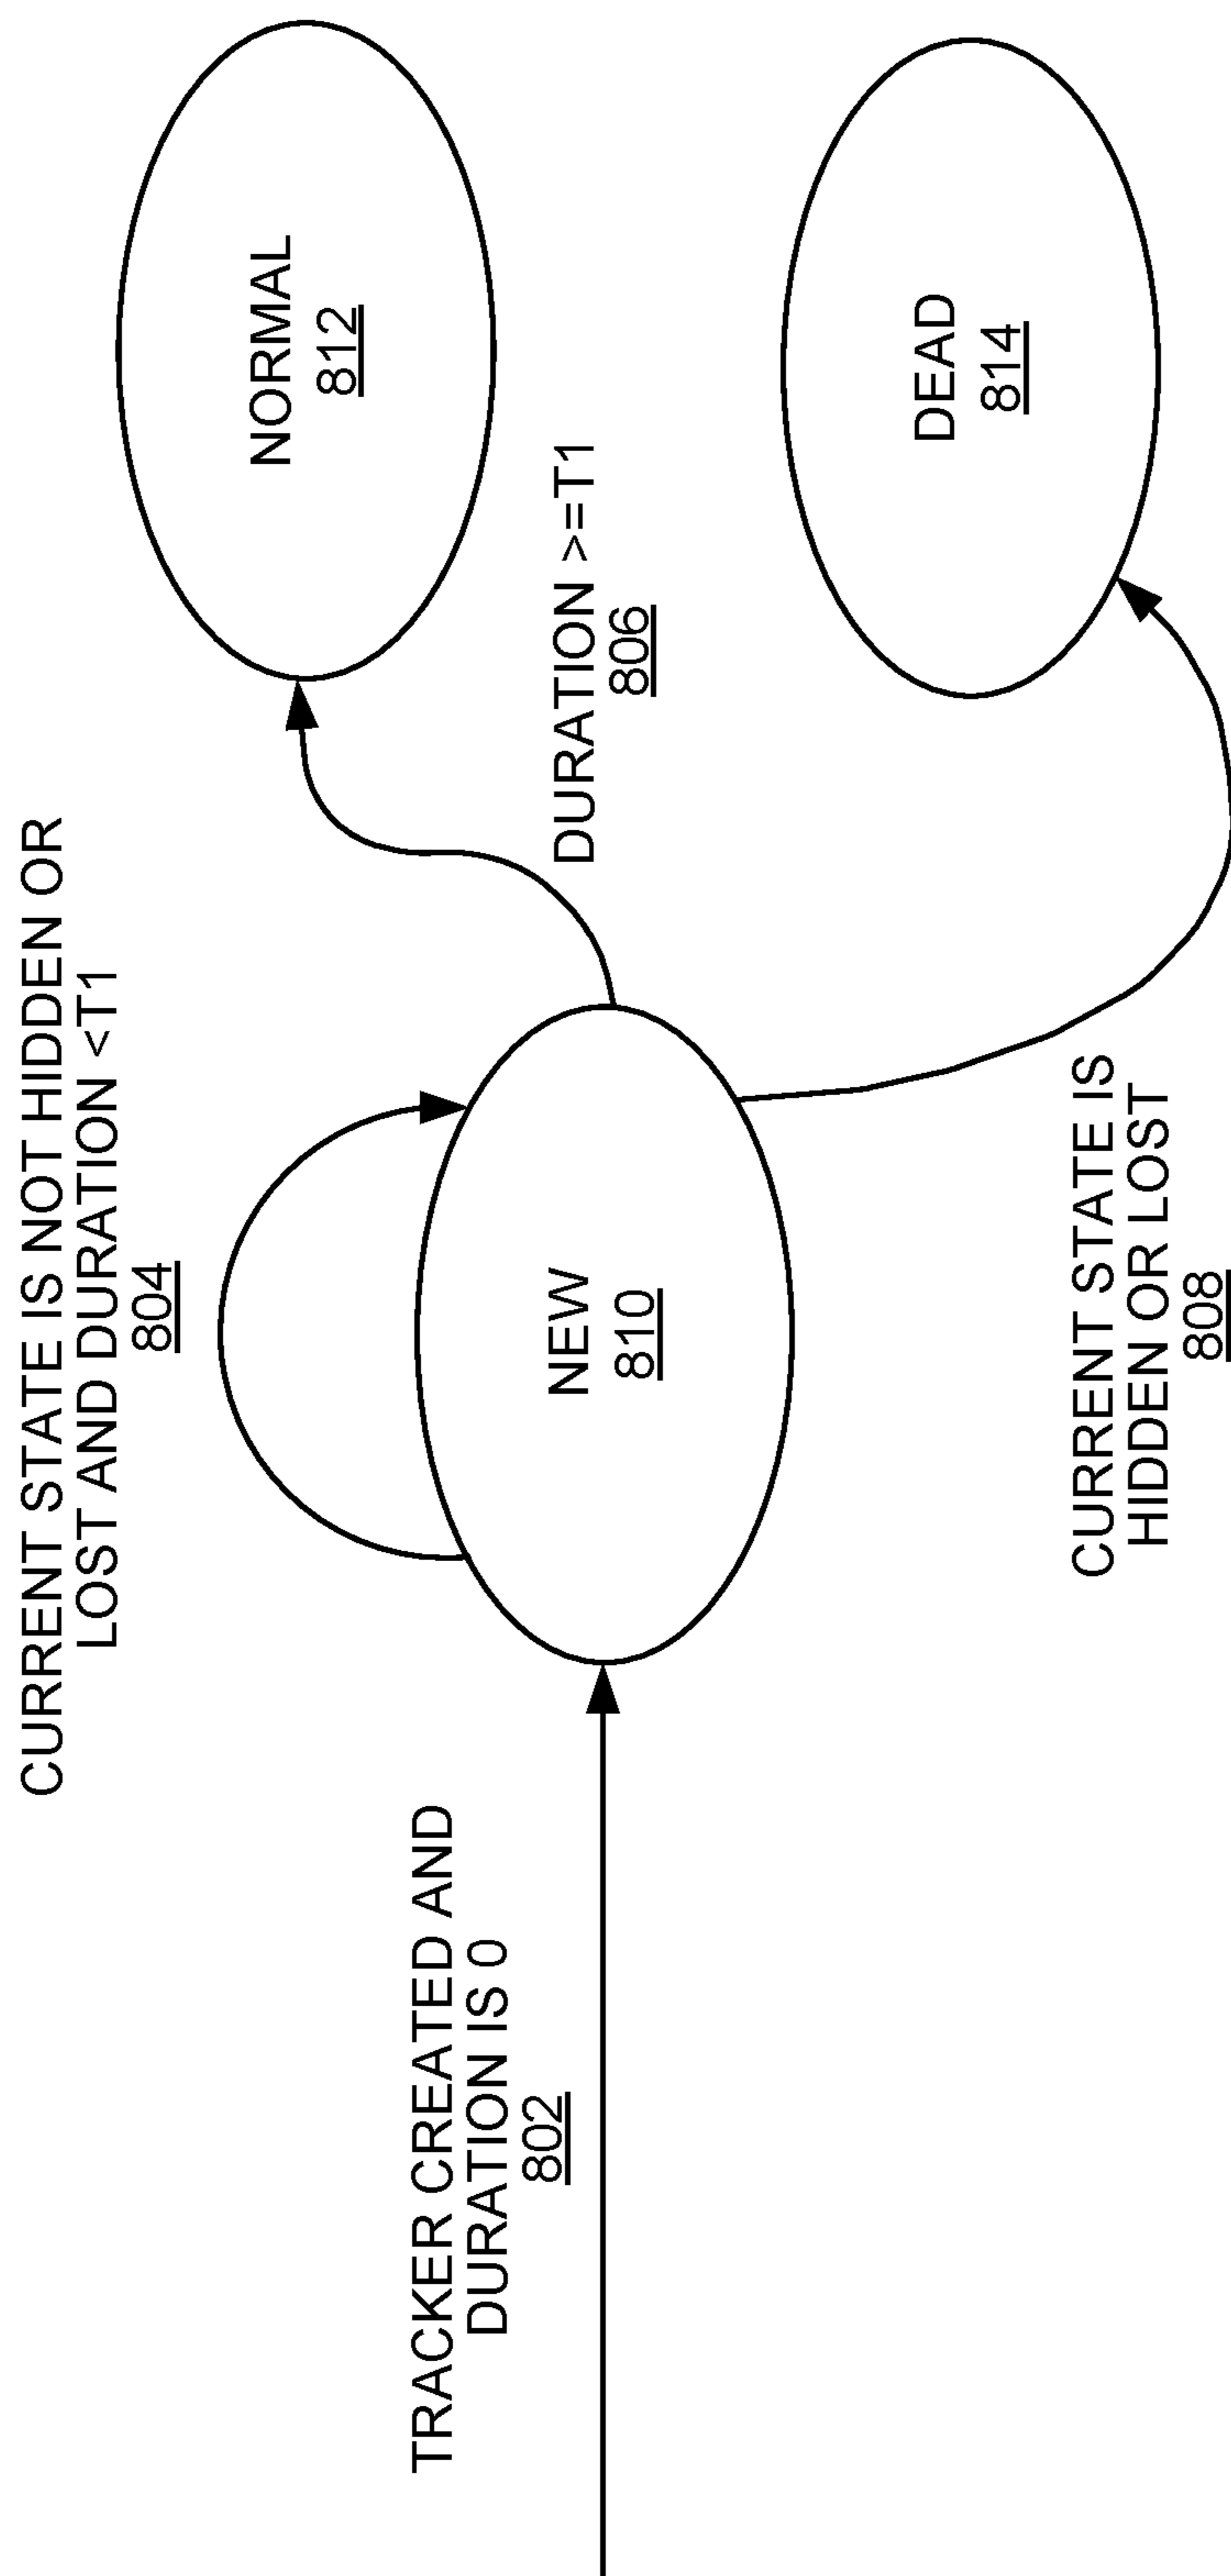 CURRENT STATE IS NOT HIDDEN OR
LOST AND DURATION <T1
804
TRACKER CREATED AND
DURATION IS 0
802
NEW
810
NORMAL
812
DURATION >=T1
806
DEAD
814
CURRENT STATE IS
HIDDEN OR LOST
808